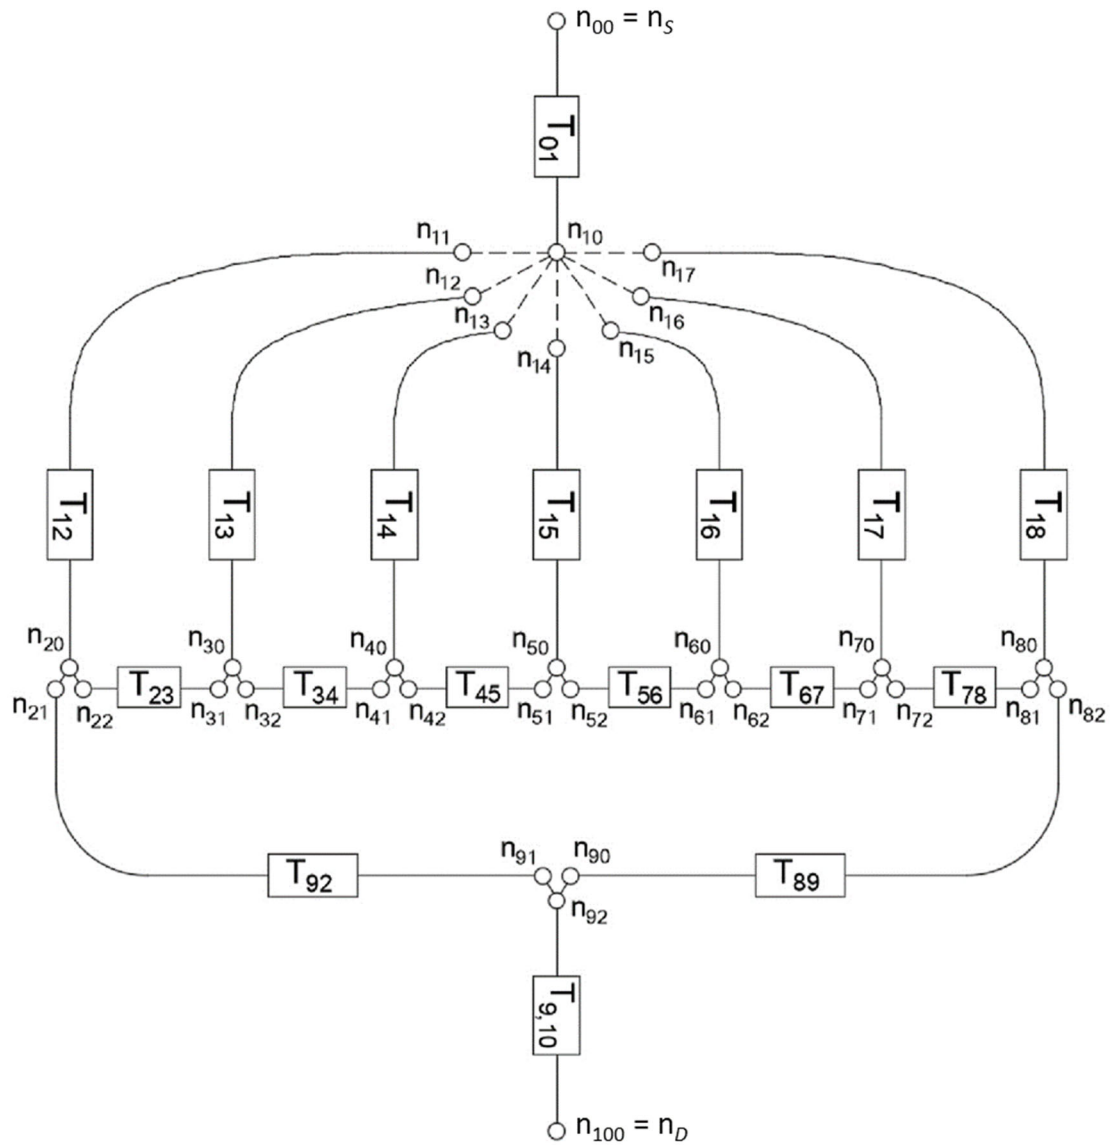 n00 = nS
T01
n11 n10 n17
n12 n16
n13 n14 n15
T12 T13 T14 T15 T16 T17 T18
n20 n30 n40 n50 n60 n70 n80
T23 T34 T45 T56 T67 T78
n21 n22 n31 n32 n41 n42 n51 n52 n61 n62 n71 n72 n81 n82
n91 n90
T92 T89
n92
T9,10
n100 = nD